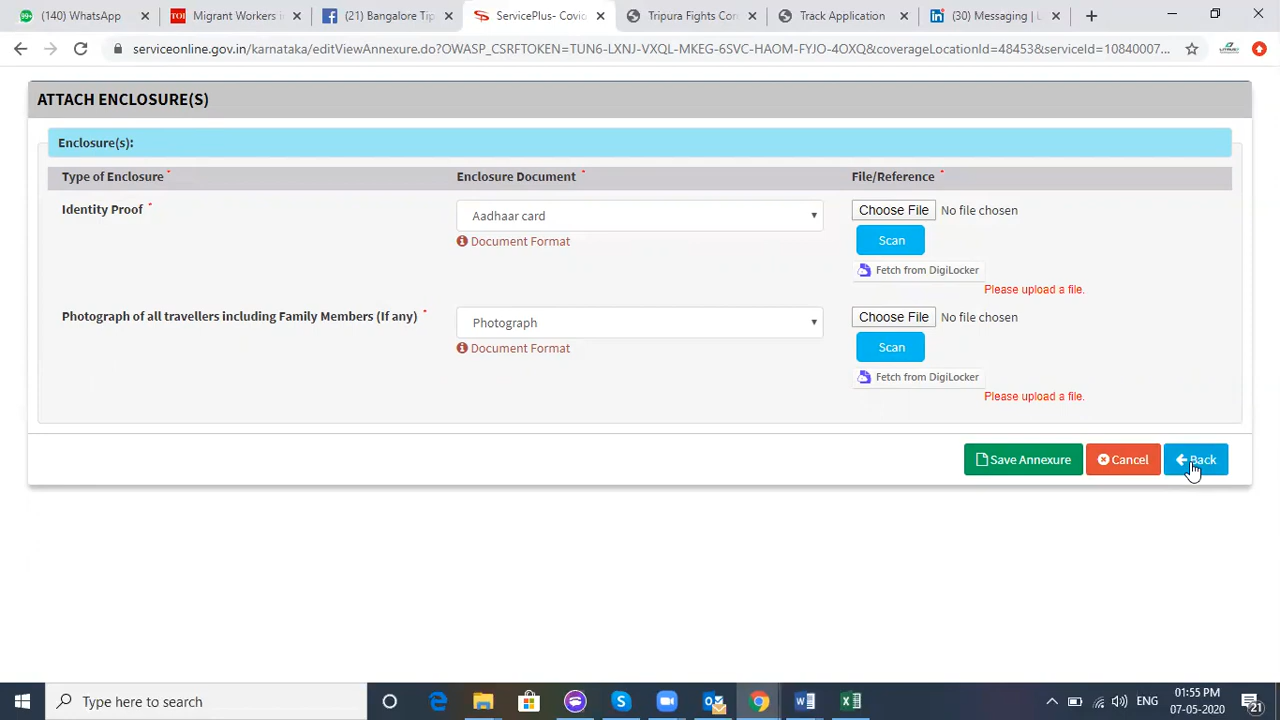 (140) WhatsApp
Migrant Workers i
(21) Bangalore Tip
ServicePlus- Covid
Tripura Fights
Track Application
(30) Messaging | L
serviceonline.gov.in/karnataka/editViewAnnexure.do?OWASP_CSRFTOKEN=TUN6-LXNJ-VXQL-MKEG-6SVC-HAOM-FYJO-4OXQ&coverageLocationId=48453&serviceId=10840007...
ATTACH ENCLOSURE(S)
Enclosure(s):
Type of Enclosure * Enclosure Document * File/Reference *
Identity Proof * Aadhaar card Choose File No file chosen
Document Format Scan
Fetch from DigiLocker
Please upload a file.
Photograph of all travellers including Family Members (If any) * Photograph Choose File No file chosen
Document Format Scan
Fetch from DigiLocker
Please upload a file.
Save Annexure Cancel Back
Type here to search
ENG
01:55 PM
07-05-2020
21